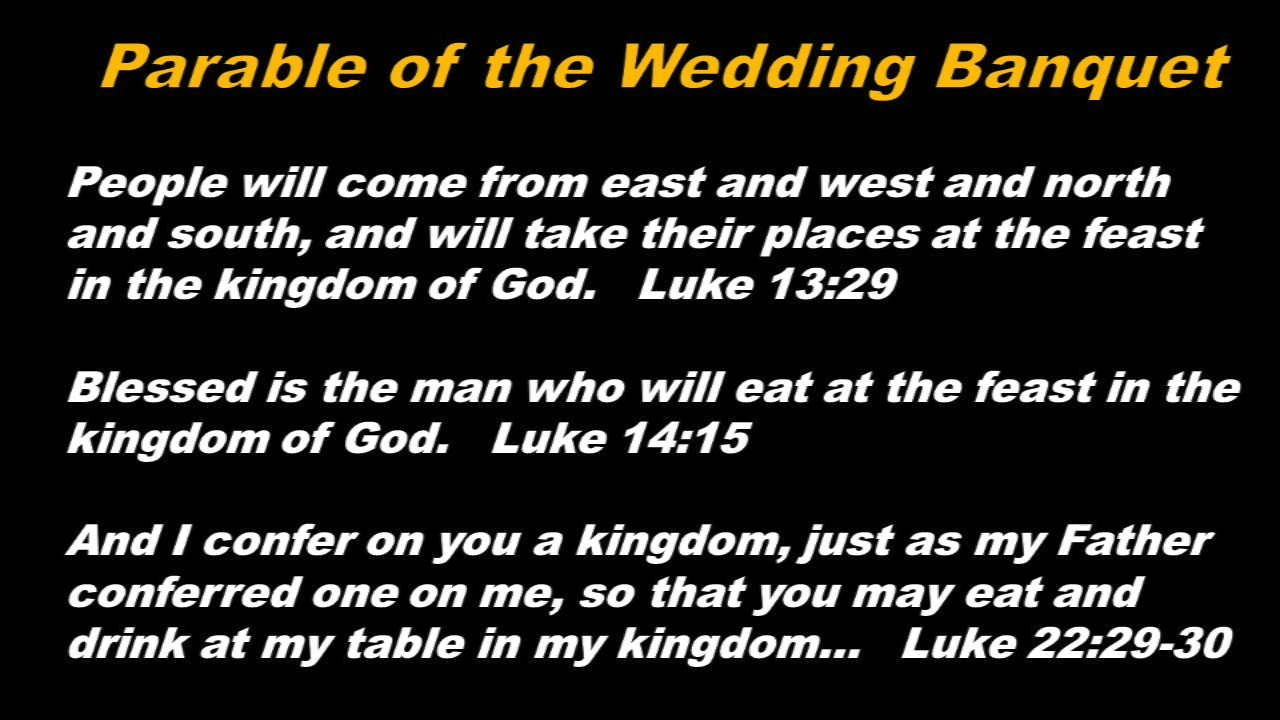 Parable of the Wedding Banquet
People will come from east and west and north
and south, and will take their places at the feast
in the kingdom of God. Luke 13:29
Blessed is the man who will eat at the feast in the
kingdom of God. Luke 14:15
And I confer on you a kingdom, just as my Father
conferred one on me, so that you may eat and
drink at my table in my kingdom... Luke 22:29-30